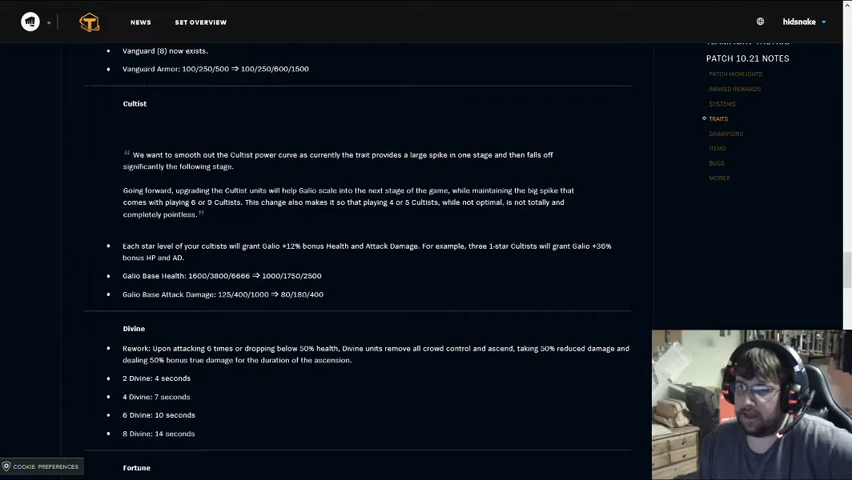 NEWS SET OVERVIEW hidsnake
Vanguard (8) now exists.
PATCH 10.21 NOTES
Vanguard Armor: 100/250/500 ⇒ 100/250/600/1500
PATCH HIGHLIGHTS
RANKED REWARDS
SYSTEMS
TRAITS
CHAMPIONS
ITEMS
BUGS
MOBILE
Cultist
“ We want to smooth out the Cultist power curve as currently the trait provides a large spike in one stage and then falls off
significantly the following stage.
Going forward, upgrading the Cultist units will help Galio scale into the next stage of the game, while maintaining the big spike that
comes with playing 6 or 9 Cultists. This change also makes it so that playing 4 or 5 Cultists, while not optimal, is not totally and
completely pointless. ”
Each star level of your cultists will grant Galio +12% bonus Health and Attack Damage. For example, three 1-star Cultists will grant Galio +36%
bonus HP and AD.
Galio Base Health: 1600/3800/6666 ⇒ 1000/1750/2500
Galio Base Attack Damage: 125/400/1000 ⇒ 80/180/400
Divine
Rework: Upon attacking 6 times or dropping below 50% health, Divine units remove all crowd control and ascend, taking 50% reduced damage and
dealing 50% bonus true damage for the duration of the ascension.
2 Divine: 4 seconds
4 Divine: 7 seconds
6 Divine: 10 seconds
8 Divine: 14 seconds
COOKIE PREFERENCES
Fortune